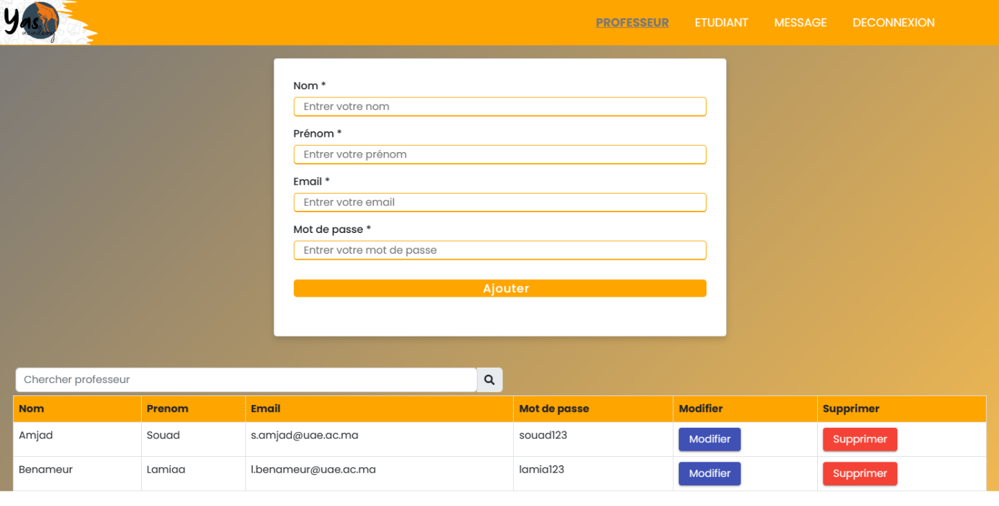 Yas academy
PROFESSEUR ETUDIANT MESSAGE DECONNEXION
Nom *
Entrer votre nom
Prénom *
Entrer votre prénom
Email *
Entrer votre email
Mot de passe *
Entrer votre mot de passe
Ajouter
Chercher professeur
Nom Prenom Email Mot de passe Modifier Supprimer
Amjad Souad s.amjad@uae.ac.ma souad123 Modifier Supprimer
Benameur Lamiaa l.benameur@uae.ac.ma lamia123 Modifier Supprimer